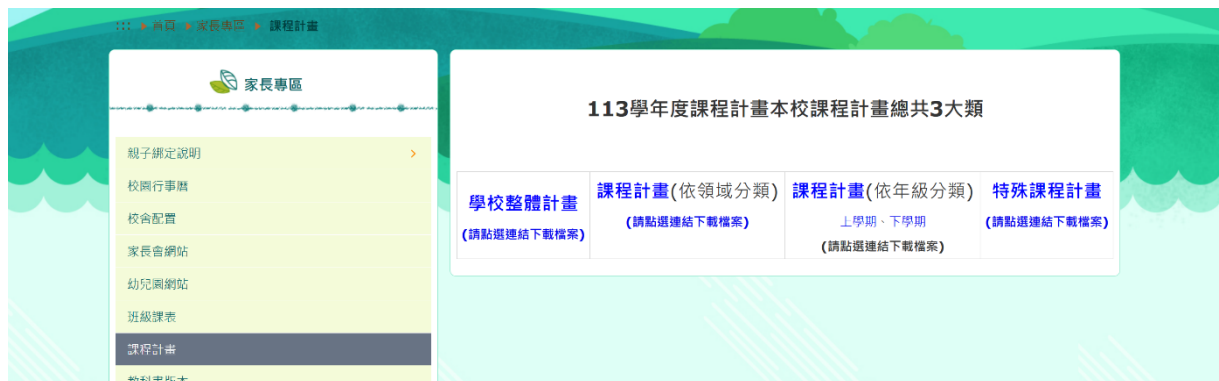 ::: ▸ 首頁 ▸ 家長專區 ▸ 課程計畫
家長專區
親子綁定說明
校園行事曆
校舍配置
家長會網站
幼兒園網站
班級課表
課程計畫
教科書版本
113學年度課程計畫本校課程計畫總共3大類
學校整體計畫
(請點選連結下載檔案)
課程計畫(依領域分類)
(請點選連結下載檔案)
課程計畫(依年級分類)
上學期、下學期
(請點選連結下載檔案)
特殊課程計畫
(請點選連結下載檔案)